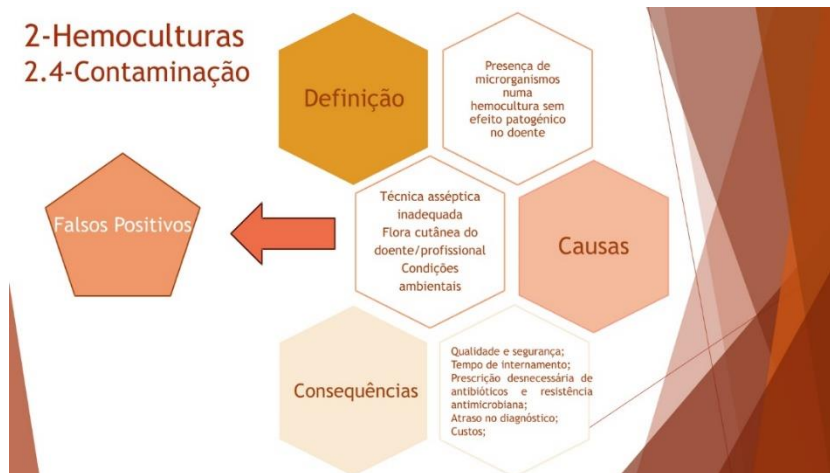 2-Hemoculturas
2.4-Contaminação
Definição
Presença de
microrganismos
numa
hemocultura sem
efeito patogénico
no doente
Falsos Positivos
Técnica asséptica
inadequada
Flora cutânea do
doente/profissional
Condições
ambientais
Causas
Consequências
Qualidade e segurança;
Tempo de internamento;
Prescrição desnecessária de
antibióticos e resistência
antimicrobiana;
Atraso no diagnóstico;
Custos;